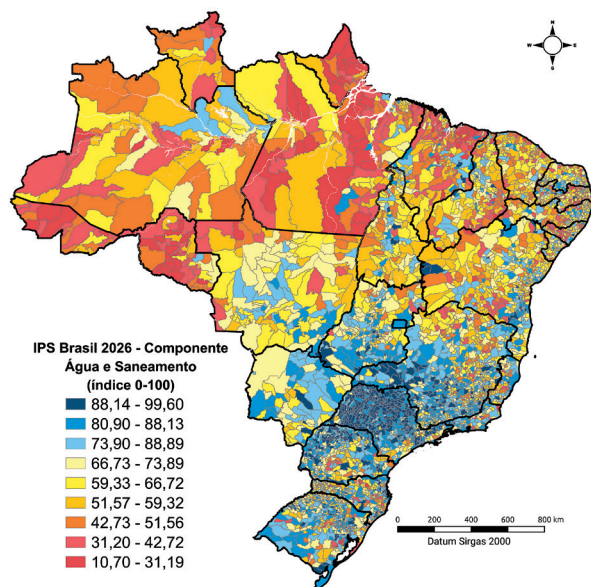 N
W E
S
IPS Brasil 2026 - Componente
Água e Saneamento
(índice 0-100)
88,14 - 99,60
80,90 - 88,13
73,90 - 88,89
66,73 - 73,89
59,33 - 66,72
51,57 - 59,32
42,73 - 51,56
31,20 - 42,72
10,70 - 31,19
0 200 400 600 800 km
Datum Sirgas 2000